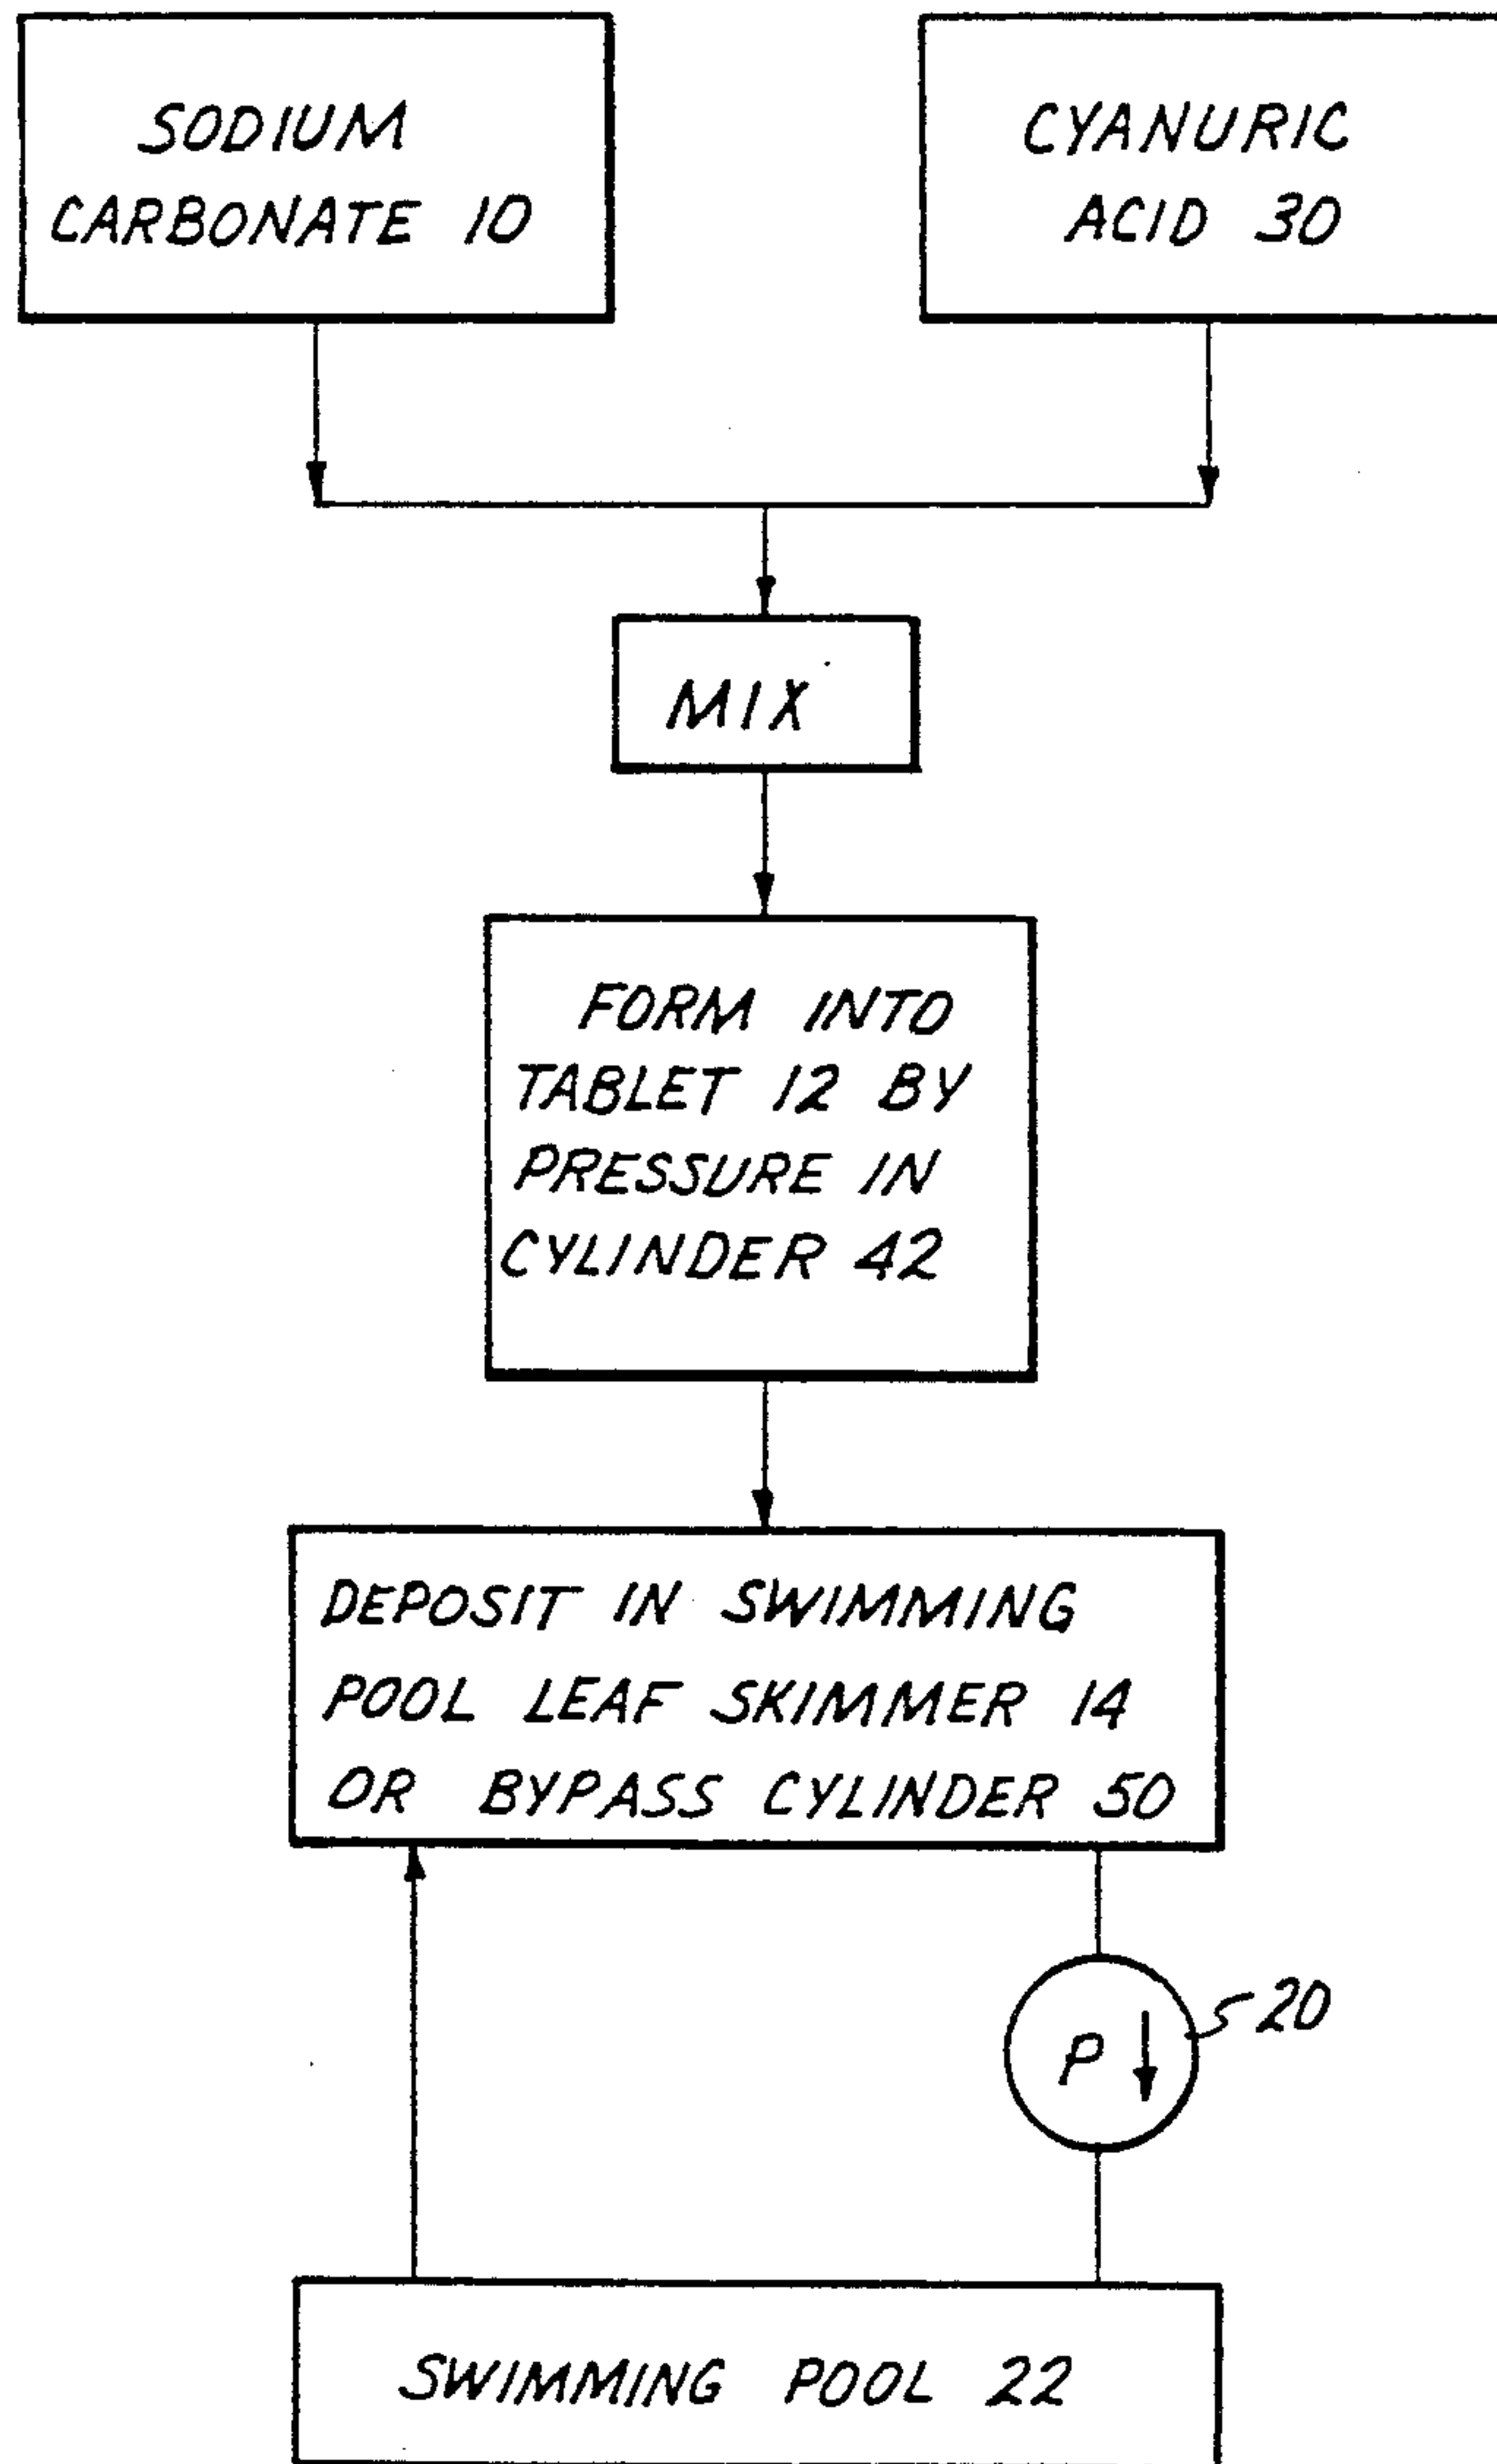 SODIUM
CARBONATE 10
CYANURIC
ACID 30
MIX
FORM INTO
TABLET 12 BY
PRESSURE IN
CYLINDER 42
DEPOSIT IN SWIMMING
POOL LEAF SKIMMER 14
OR BYPASS CYLINDER 50
P
20
SWIMMING POOL 22